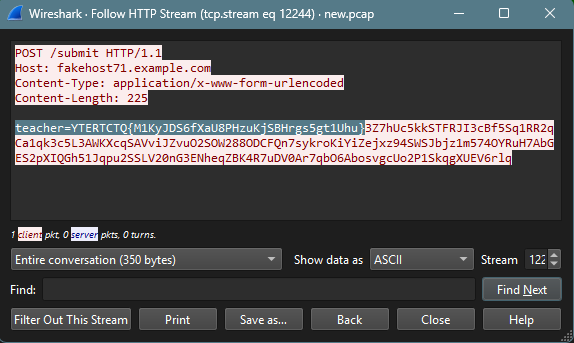 Wireshark · Follow HTTP Stream (tcp.stream eq 12244) · new.pcap
POST /submit HTTP/1.1
Host: fakehost71.example.com
Content-Type: application/x-www-form-urlencoded
Content-Length: 225
teacher=YTERTCTQ{M1KyJDS6fXaU8PHzuKjSBHrgs5gt1Uhu}3Z7hUc5kkSTFRJI3cBf5Sq1RR2q
Ca1qk3c5L3AWKXcqSAVviJZvuO2SOW288ODCFQn7sykroKiYiZejxz94SWSJbjz1m574OYRuH7AbG
ES2pXIQGh51Jqpu2SSLV20nG3ENheqZBK4R7uDV0Ar7qbO6AbosvgcUo2P1SkqgXUEV6rlq
1 client pkt, 0 server pkts, 0 turns.
Entire conversation (350 bytes) Show data as ASCII Stream 122
Find: Find Next
Filter Out This Stream Print Save as... Back Close Help